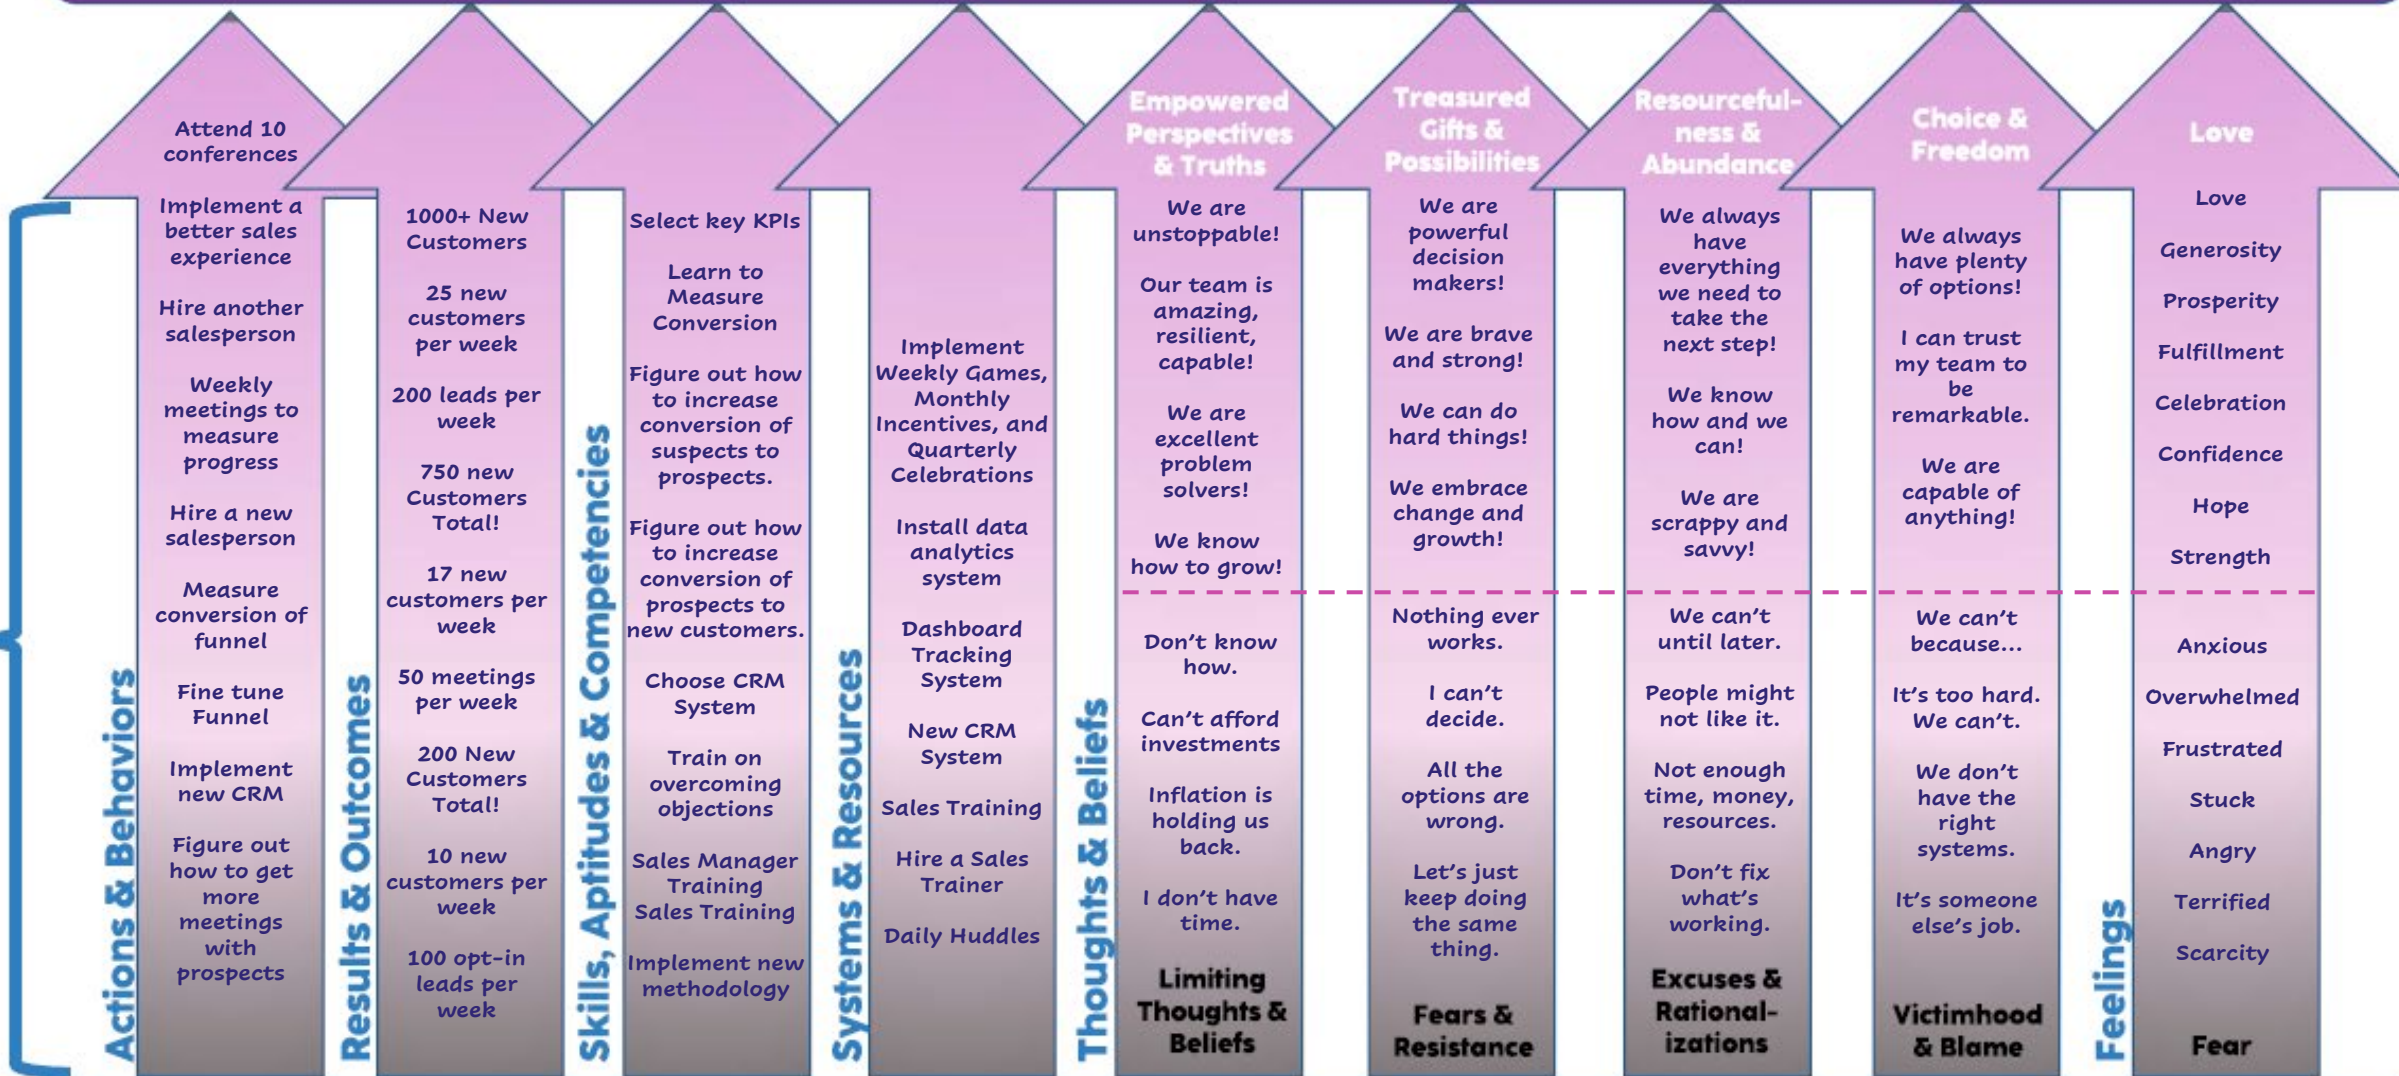 Actions & Behaviors
Attend 10
conferences
Implement a
better sales
experience
Hire another
salesperson
Weekly
meetings to
measure
progress
Hire a new
salesperson
Measure
conversion of
funnel
Fine tune
Funnel
Implement
new CRM
Figure out
how to get
more
meetings
with
prospects
Results & Outcomes
1000+ New
Customers
25 new
customers
per week
200 leads per
week
750 new
Customers
Total!
17 new
customers per
week
50 meetings
per week
200 New
Customers
Total!
10 new
customers per
week
100 opt-in
leads per
week
Skills, Aptitudes & Competencies
Select key KPIs
Learn to
Measure
Conversion
Figure out how
to increase
conversion of
suspects to
prospects.
Figure out how
to increase
conversion of
prospects to
new customers.
Choose CRM
System
Train on
overcoming
objections
Sales Manager
Training
Sales Training
Implement new
methodology
Systems & Resources
Implement
Weekly Games,
Monthly
Incentives, and
Quarterly
Celebrations
Install data
analytics
system
Dashboard
Tracking
System
New CRM
System
Sales Training
Hire a Sales
Trainer
Daily Huddles
Thoughts & Beliefs
Empowered
Perspectives
& Truths
We are
unstoppable!
Our team is
amazing,
resilient,
capable!
We are
excellent
problem
solvers!
We know
how to grow!
Don't know
how.
Can't afford
investments
Inflation is
holding us
back.
I don't have
time.
Limiting
Thoughts &
Beliefs
Treasured
Gifts &
Possibilities
We are
powerful
decision
makers!
We are brave
and strong!
We can do
hard things!
We embrace
change and
growth!
Nothing ever
works.
I can't
decide.
All the
options are
wrong.
Let's just
keep doing
the same
thing.
Fears &
Resistance
Resourceful-
ness &
Abundance
We always
have
everything
we need to
take the
next step!
We know
how and we
can!
We are
scrappy and
savvy!
We can't
until later.
People might
not like it.
Not enough
time, money,
resources.
Don't fix
what's
working.
Excuses &
Rational-
izations
Choice &
Freedom
We always
have plenty
of options!
I can trust
my team to
be
remarkable.
We are
capable of
anything!
We can't
because...
It's too hard.
We can't.
We don't
have the
right
systems.
It's someone
else's job.
Victimhood
& Blame
Feelings
Love
Love
Generosity
Prosperity
Fulfillment
Celebration
Confidence
Hope
Strength
Anxious
Overwhelmed
Frustrated
Stuck
Angry
Terrified
Scarcity
Fear